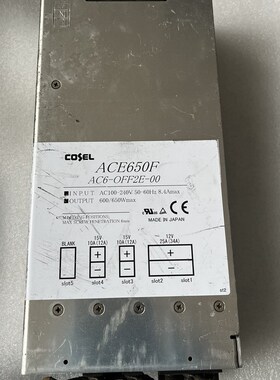 COSEL
ACE650F
AC6-OFF2E-00
INPUT AC100-240V 50-60Hz 8.4Amax
OUTPUT 600/650Wmax
MADE IN JAPAN
BLANK
15V
10A(12A)
15V
10A(12A)
12V
25A(34A)
+
-
+
-
-
+
slot5
slot4
slot3
slot2
slot1